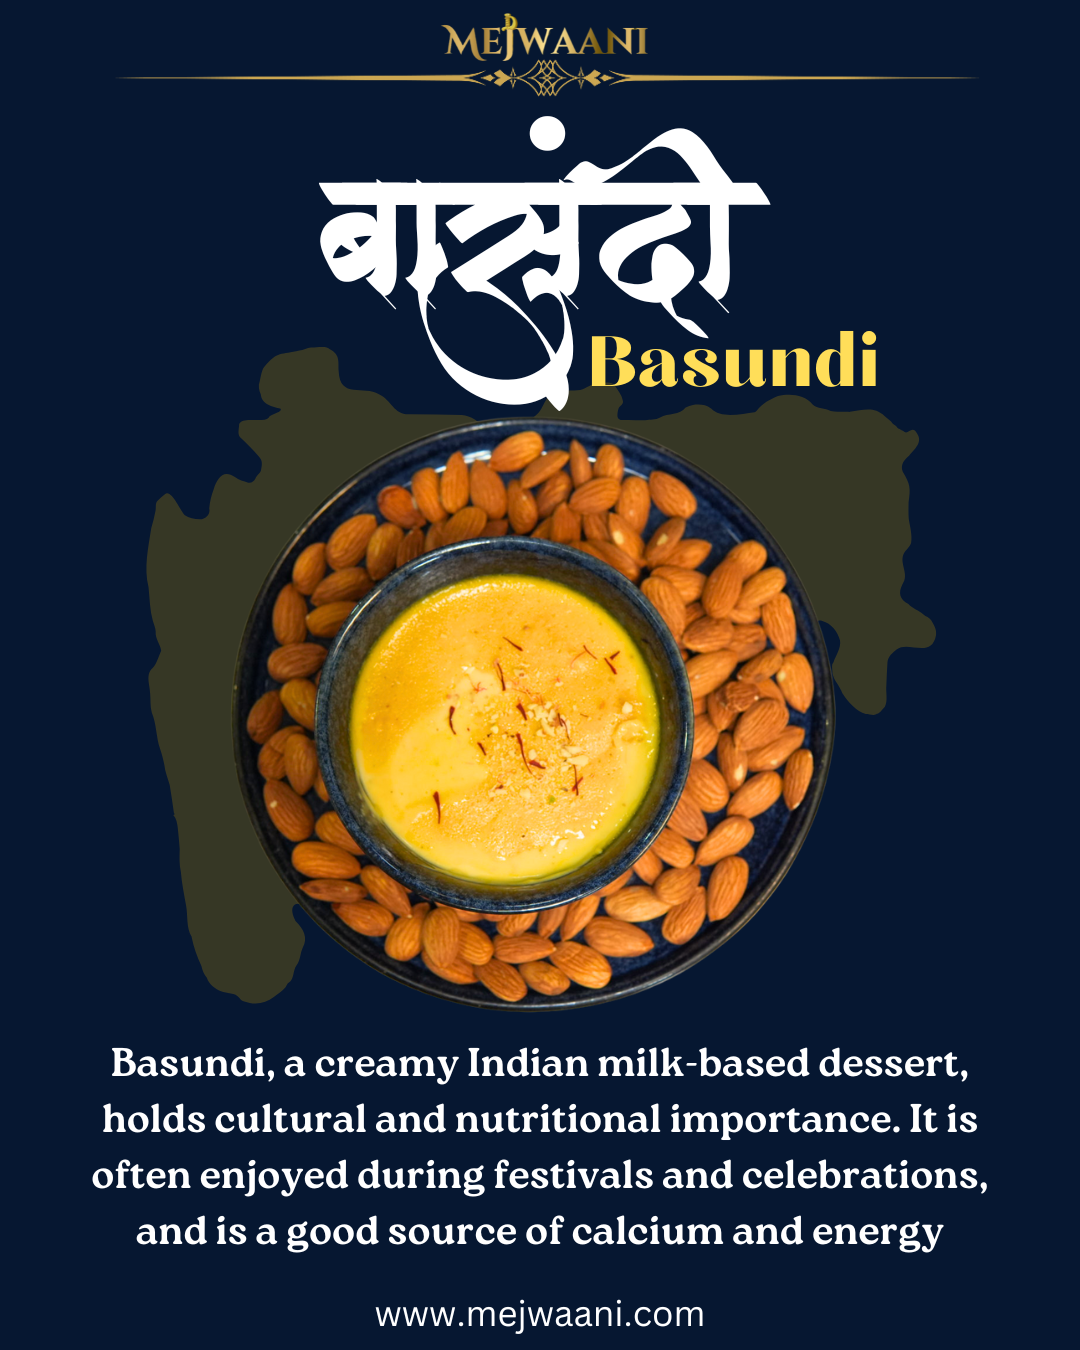 MEJWAANI
बासुंदी
Basundi
Basundi, a creamy Indian milk-based dessert,
holds cultural and nutritional importance. It is
often enjoyed during festivals and celebrations,
and is a good source of calcium and energy
www.mejwaani.com